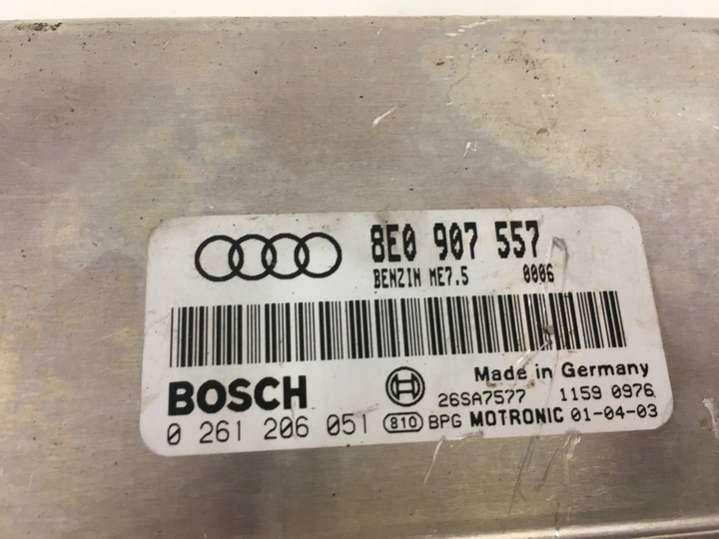 8E0 907 557
BENZIN ME7.5 0006
Made in Germany
BOSCH 26SA7577 1159 0976
0 261 206 051 810 BPG MOTRONIC 01-04-03